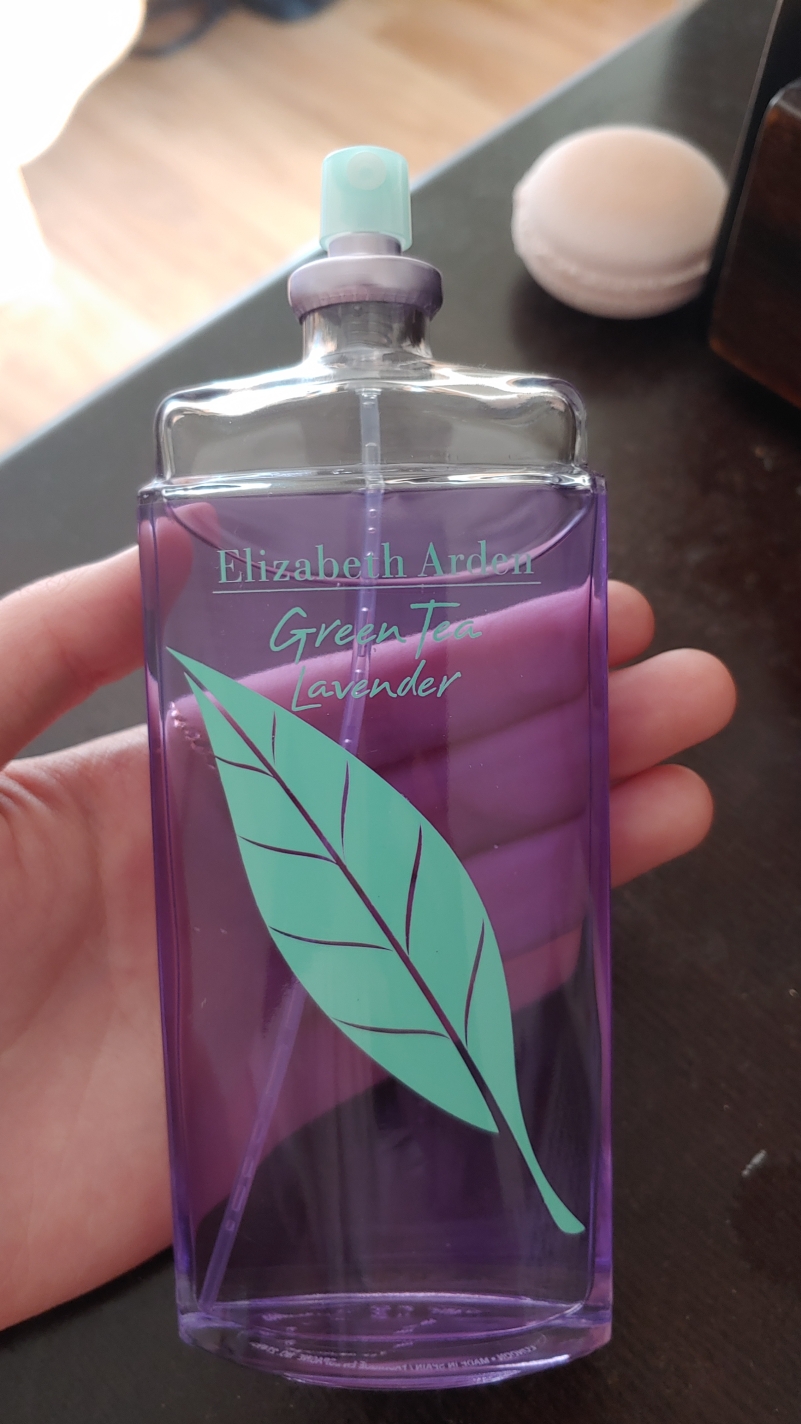 Elizabeth Arden
Green Tea
Lavender